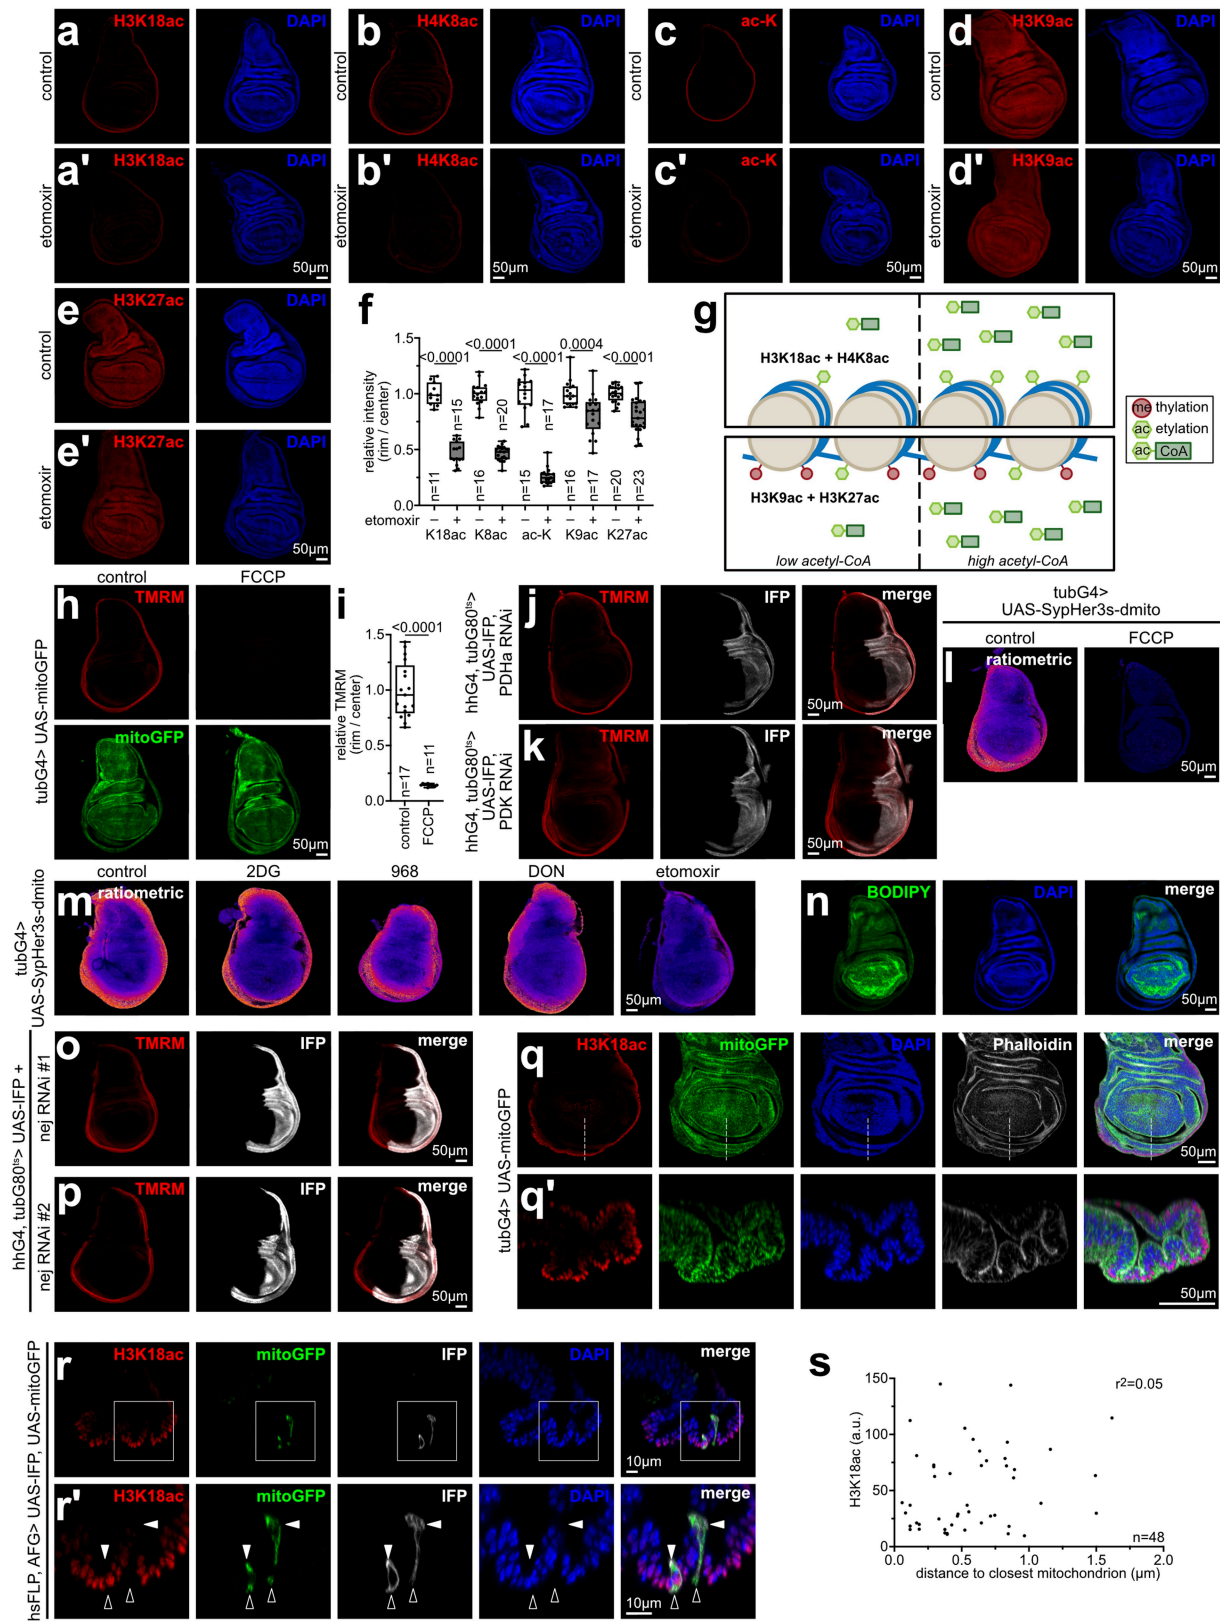 a H3K18ac DAPI b H4K8ac DAPI c ac-K DAPI d H3K9ac DAPI
control control control control
a' H3K18ac DAPI b' H4K8ac DAPI c' ac-K DAPI d' H3K9ac DAPI
etomoxir etomoxir etomoxir etomoxir
50µm 50µm 50µm 50µm
e H3K27ac DAPI
control
e' H3K27ac DAPI
etomoxir
50µm
f
relative intensity
(rim / center)
1.5
1.0
0.5
0.0
<0.0001 <0.0001 <0.0001 0.0004 <0.0001
n=11 n=15 n=16 n=20 n=15 n=17 n=16 n=17 n=20 n=23
etomoxir – + – + – + – + – +
K18ac K8ac ac-K K9ac K27ac
g
H3K18ac + H4K8ac
H3K9ac + H3K27ac
low acetyl-CoA high acetyl-CoA
me thylation
ac etylation
ac CoA
control FCCP
h TMRM
mitoGFP
tubG4> UAS-mitoGFP
50µm
i
relative TMRM
(rim / center)
<0.0001
1.5
1.0
0.5
0.0
n=17 n=11
control FCCP
j TMRM IFP merge
hhG4, tubG80ts>
UAS-IFP,
PDHa RNAi
50µm
k TMRM IFP merge
hhG4, tubG80ts>
UAS-IFP,
PDK RNAi
50µm
tubG4>
UAS-SypHer3s-dmito
control FCCP
l ratiometric
50µm
control 2DG 968 DON etomoxir
m ratiometric
tubG4>
UAS-SypHer3s-dmito
50µm
n BODIPY DAPI merge
50µm
hhG4, tubG80ts> UAS-IFP +
o TMRM IFP merge
nej RNAi #1
50µm
p TMRM IFP merge
nej RNAi #2
50µm
q H3K18ac mitoGFP DAPI Phalloidin merge
tubG4> UAS-mitoGFP
50µm
q'
50µm
r H3K18ac mitoGFP IFP DAPI merge
hsFLP, AFG> UAS-IFP, UAS-mitoGFP
10µm
r' H3K18ac mitoGFP IFP DAPI merge
10µm
s
H3K18ac (a.u.)
150
100
50
0
r2=0.05
n=48
0.0 0.5 1.0 1.5 2.0
distance to closest mitochondrion (µm)